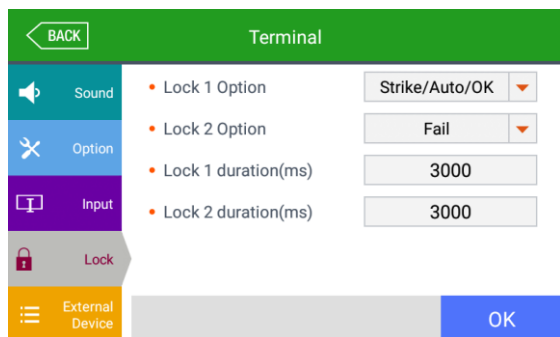 BACK
Terminal
Sound
Option
Input
Lock
External
Device
• Lock 1 Option
Strike/Auto/OK
• Lock 2 Option
Fail
• Lock 1 duration(ms)
3000
• Lock 2 duration(ms)
3000
OK